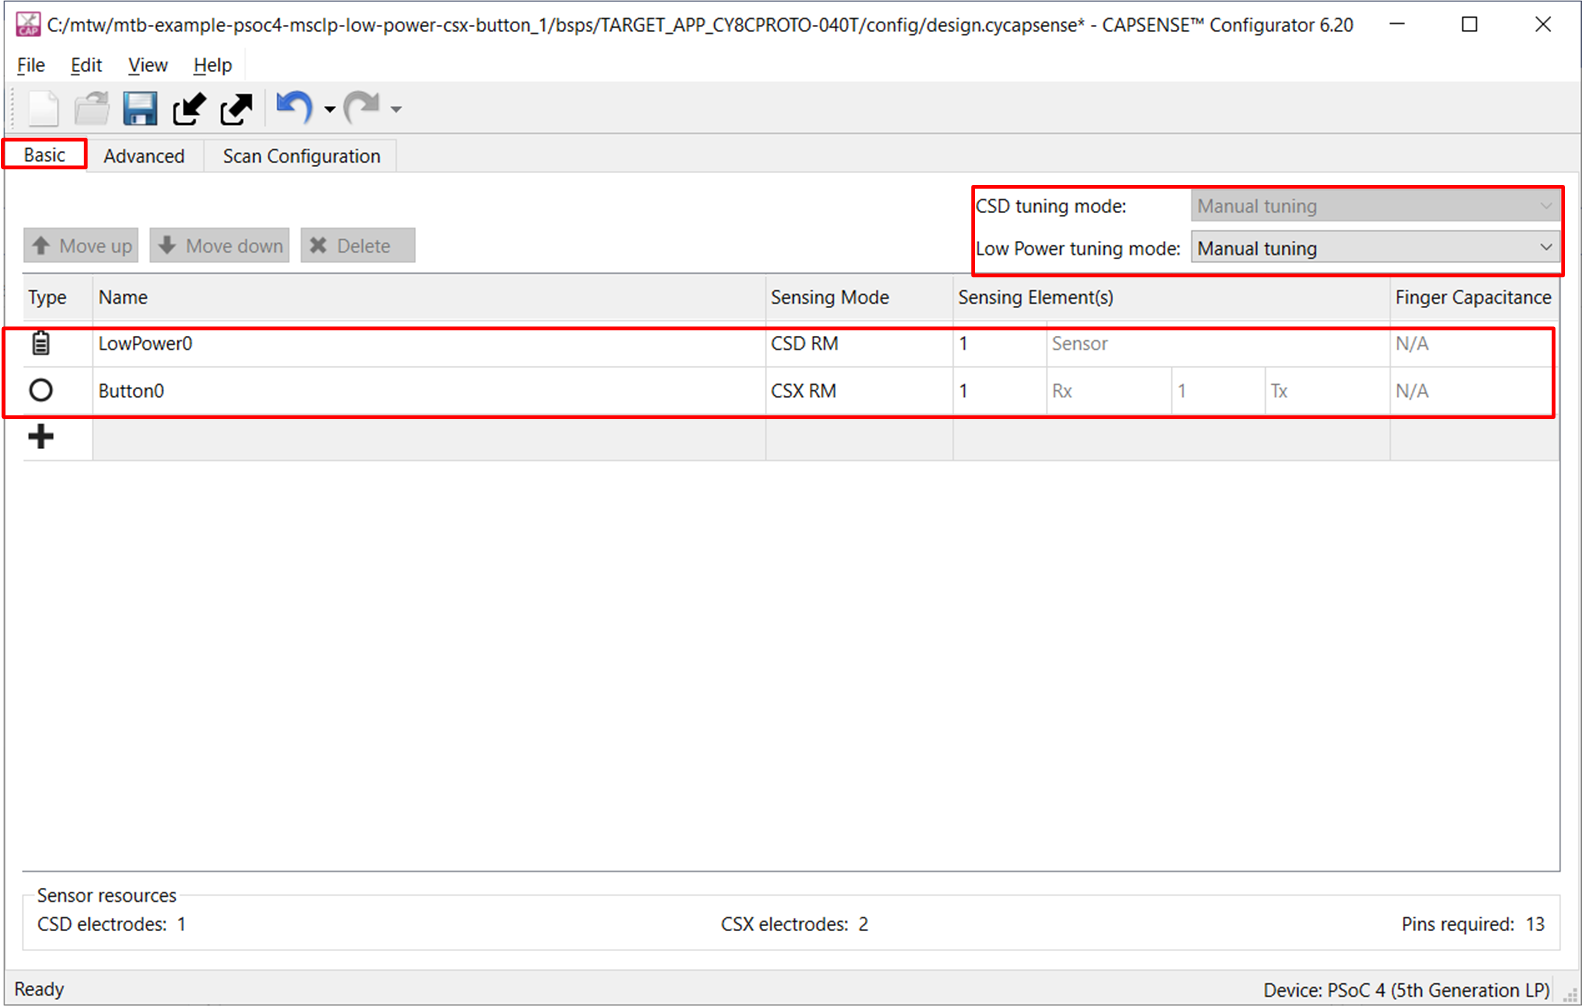 C:/mtw/mtb-example-psoc4-msclp-low-power-csx-button_1/bsps/TARGET_APP_CY8CPROTO-040T/config/design.cycapsense* - CAPSENSE™ Configurator 6.20
File Edit View Help
Basic Advanced Scan Configuration
CSD tuning mode: Manual tuning
Move up Move down Delete Low Power tuning mode: Manual tuning
Type Name Sensing Mode Sensing Element(s) Finger Capacitance
LowPower0 CSD RM 1 Sensor N/A
Button0 CSX RM 1 Rx 1 Tx N/A
Sensor resources
CSD electrodes: 1 CSX electrodes: 2 Pins required: 13
Ready Device: PSoC 4 (5th Generation LP)